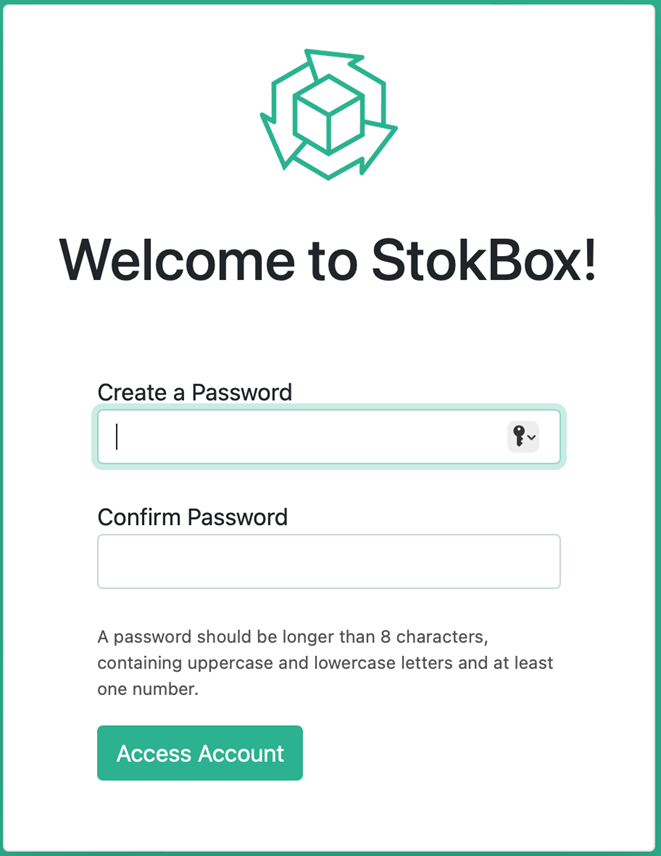 Welcome to StokBox!
Create a Password
Confirm Password
A password should be longer than 8 characters,
containing uppercase and lowercase letters and at least
one number.
Access Account